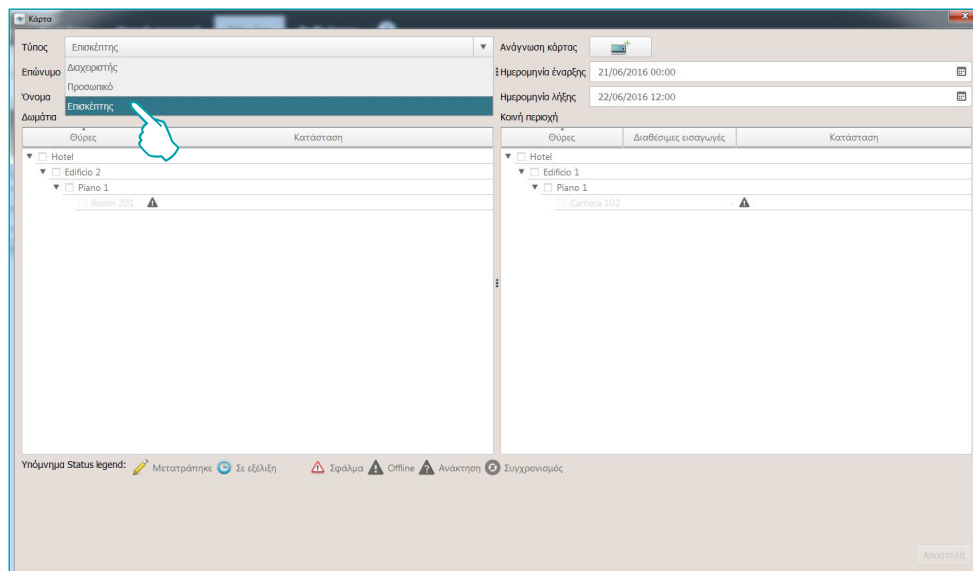 Κάρτα
Τύπος Επισκέπτης Ανάγνωση κάρτας
Διαχειριστής
Επώνυμο Ημερομηνία έναρξης 21/06/2016 00:00
Προσωπικό
Όνομα Επισκέπτης Ημερομηνία λήξης 22/06/2016 12:00
Δωμάτια Κοινή περιοχή
Θύρες Κατάσταση Θύρες Διαθέσιμες εισαγωγές Κατάσταση
Hotel Hotel
Edificio 2 Edificio 1
Piano 1 Piano 1
Room 201 Camera 102 -
Υπόμνημα Status legend: Μετατράπηκε Σε εξέλιξη Σφάλμα Offline Ανάκτηση Συγχρονισμός
Αποστολή